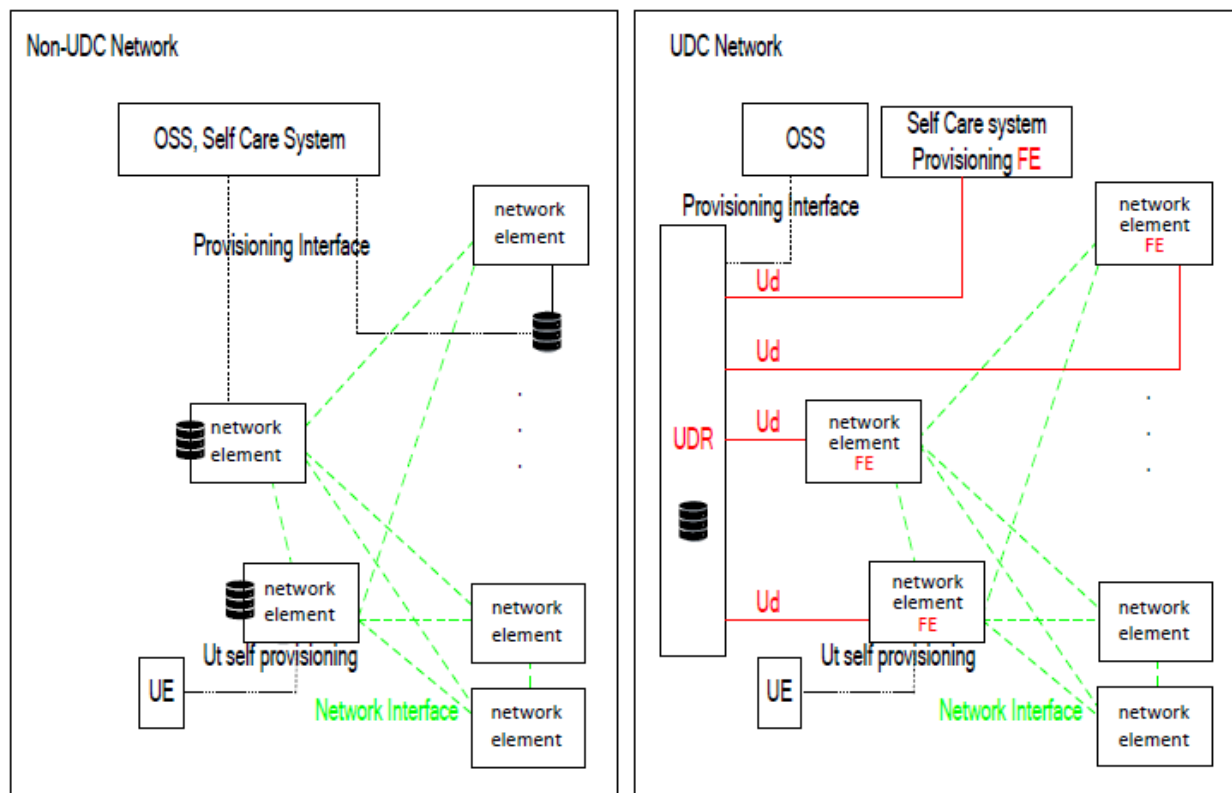 Non-UDC Network
OSS, Self Care System
Provisioning Interface
network
element
network
element
network
element
Ut self provisioning
UE
network
element
Network Interface
network
element
UDC Network
OSS
Self Care system
Provisioning FE
Provisioning Interface
network
element
FE
Ud
Ud
Ud
UDR
network
element
FE
Ud
network
element
FE
Ut self provisioning
UE
network
element
Network Interface
network
element